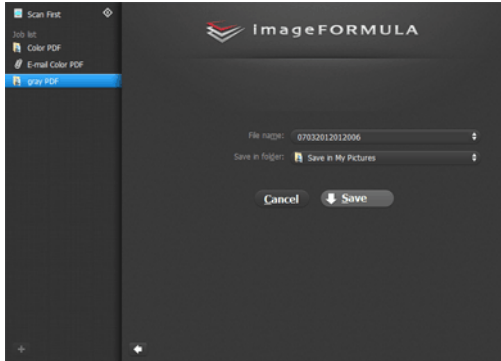 Scan First
Job list
Color PDF
E-mail Color PDF
gray PDF
imageFORMULA
File name: 07032012012006
Save in folder: Save in My Pictures
Cancel Save